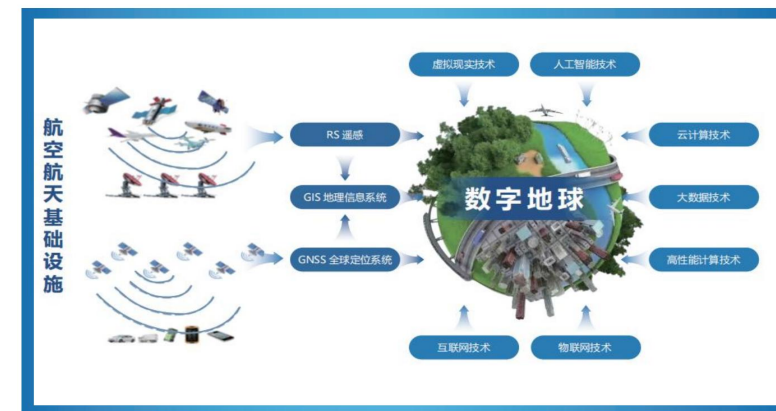 航空航天基础设施
虚拟现实技术
人工智能技术
RS 遥感
云计算技术
GIS 地理信息系统
数字地球
大数据技术
GNSS 全球定位系统
高性能计算技术
互联网技术
物联网技术